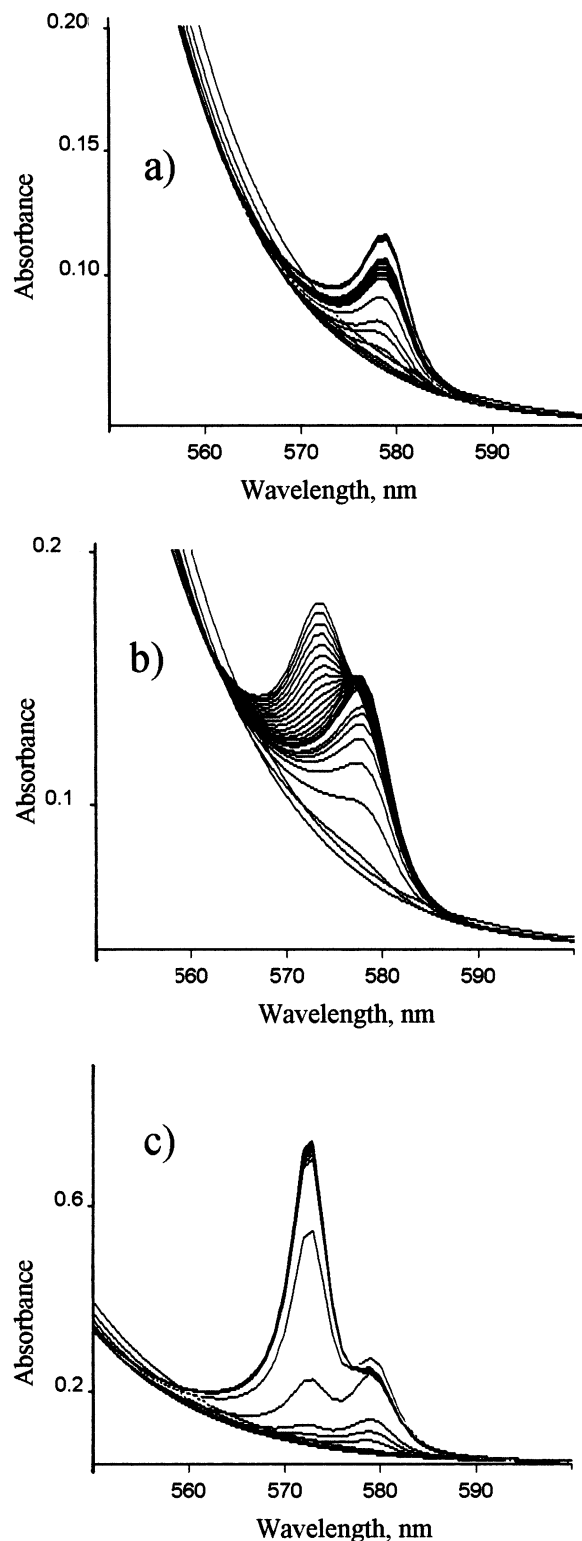 0.20
0.15
0.10
a)
Absorbance
560 570 580 590
Wavelength, nm
0.2
0.1
b)
Absorbance
560 570 580 590
Wavelength, nm
0.6
0.2
c)
Absorbance
560 570 580 590
Wavelength, nm